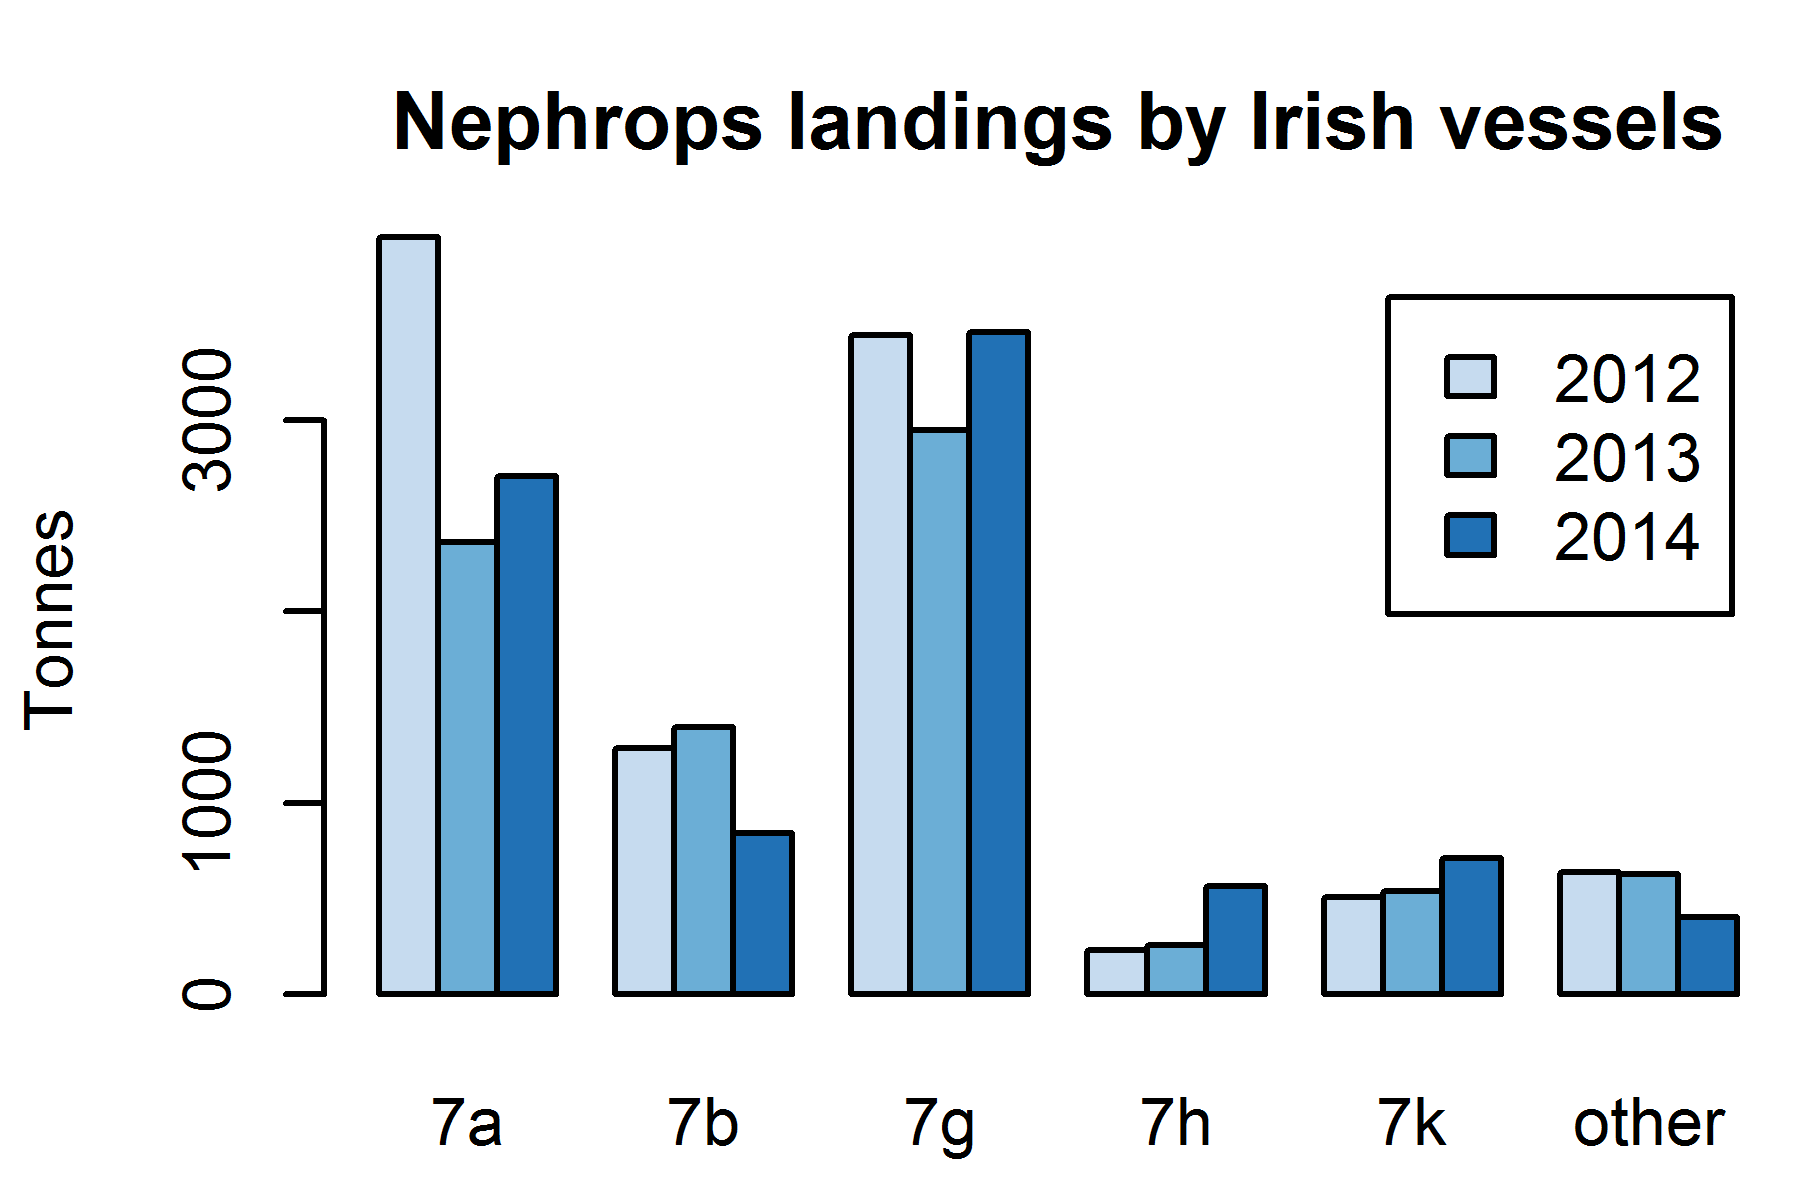 Nephrops landings by Irish vessels
Tonnes
3000
1000
0
2012
2013
2014
7a
7b
7g
7h
7k
other